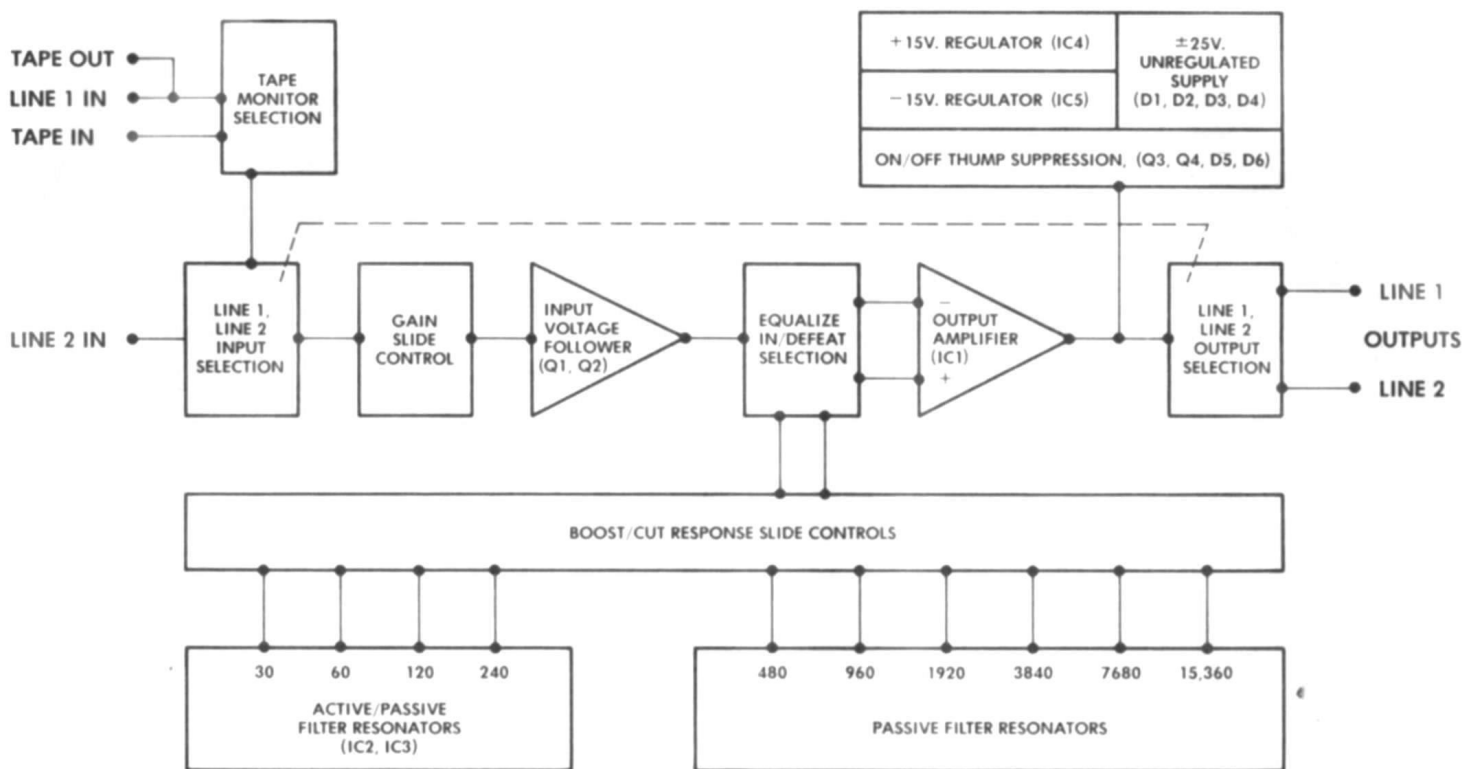 TAPE OUT
LINE 1 IN
TAPE IN
TAPE
MONITOR
SELECTION
+15V. REGULATOR (IC4)
−15V. REGULATOR (IC5)
±25V.
UNREGULATED
SUPPLY
(D1, D2, D3, D4)
ON/OFF THUMP SUPPRESSION, (Q3, Q4, D5, D6)
LINE 2 IN
LINE 1,
LINE 2
INPUT
SELECTION
GAIN
SLIDE
CONTROL
INPUT
VOLTAGE
FOLLOWER
(Q1, Q2)
EQUALIZE
IN/DEFEAT
SELECTION
−
OUTPUT
AMPLIFIER
(IC1)
+
LINE 1,
LINE 2
OUTPUT
SELECTION
LINE 1
OUTPUTS
LINE 2
BOOST/CUT RESPONSE SLIDE CONTROLS
30 60 120 240
ACTIVE/PASSIVE
FILTER RESONATORS
(IC2, IC3)
480 960 1920 3840 7680 15,360
PASSIVE FILTER RESONATORS